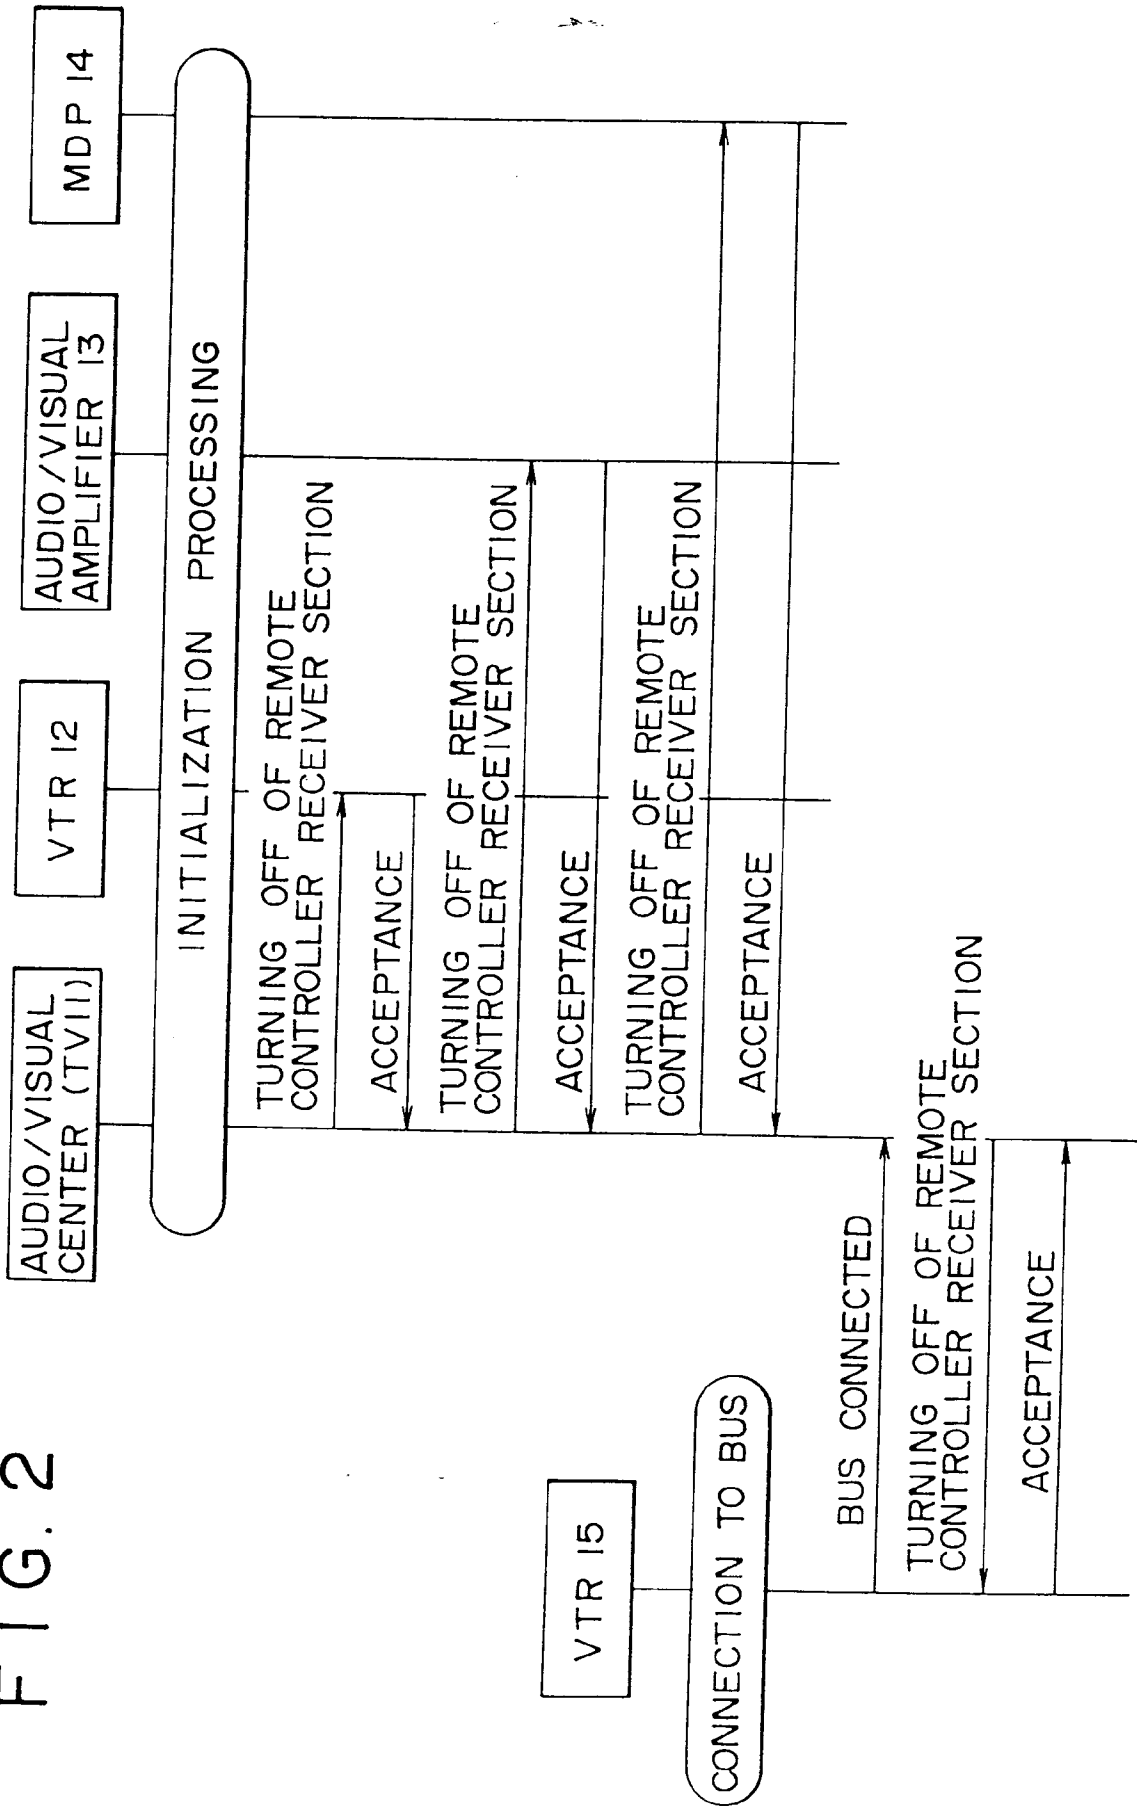 FIG. 2
AUDIO/VISUAL
CENTER (TV11)
VTR 12
AUDIO/VISUAL
AMPLIFIER 13
MDP 14
INITIALIZATION PROCESSING
TURNING OFF OF REMOTE
CONTROLLER RECEIVER SECTION
ACCEPTANCE
TURNING OFF OF REMOTE
CONTROLLER RECEIVER SECTION
ACCEPTANCE
TURNING OFF OF REMOTE
CONTROLLER RECEIVER SECTION
ACCEPTANCE
VTR 15
CONNECTION TO BUS
BUS CONNECTED
TURNING OFF OF REMOTE
CONTROLLER RECEIVER SECTION
ACCEPTANCE